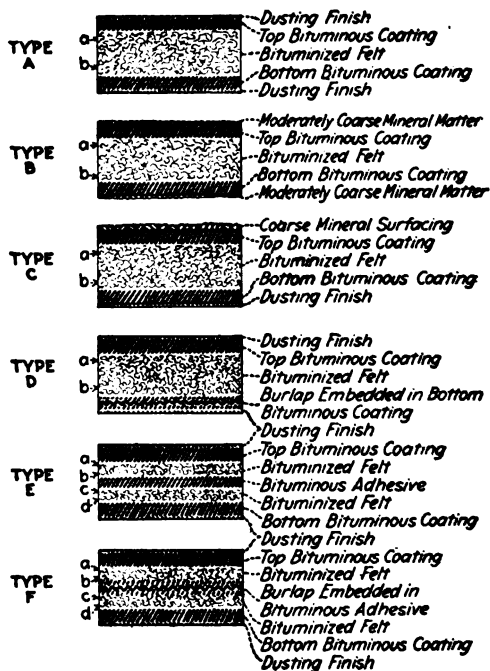 TYPE
A
a
b
Dusting Finish
Top Bituminous Coating
Bituminized Felt
Bottom Bituminous Coating
Dusting Finish
TYPE
B
a
b
Moderately Coarse Mineral Matter
Top Bituminous Coating
Bituminized Felt
Bottom Bituminous Coating
Moderately Coarse Mineral Matter
TYPE
C
a
b
Coarse Mineral Surfacing
Top Bituminous Coating
Bituminized Felt
Bottom Bituminous Coating
Dusting Finish
TYPE
D
a
b
Dusting Finish
Top Bituminous Coating
Bituminized Felt
Burlap Embedded in Bottom
Bituminous Coating
Dusting Finish
TYPE
E
a
b
c
d
Top Bituminous Coating
Bituminized Felt
Bituminous Adhesive
Bituminized Felt
Bottom Bituminous Coating
Dusting Finish
TYPE
F
a
b
c
d
Top Bituminous Coating
Bituminized Felt
Burlap Embedded in
Bituminous Adhesive
Bituminized Felt
Bottom Bituminous Coating
Dusting Finish